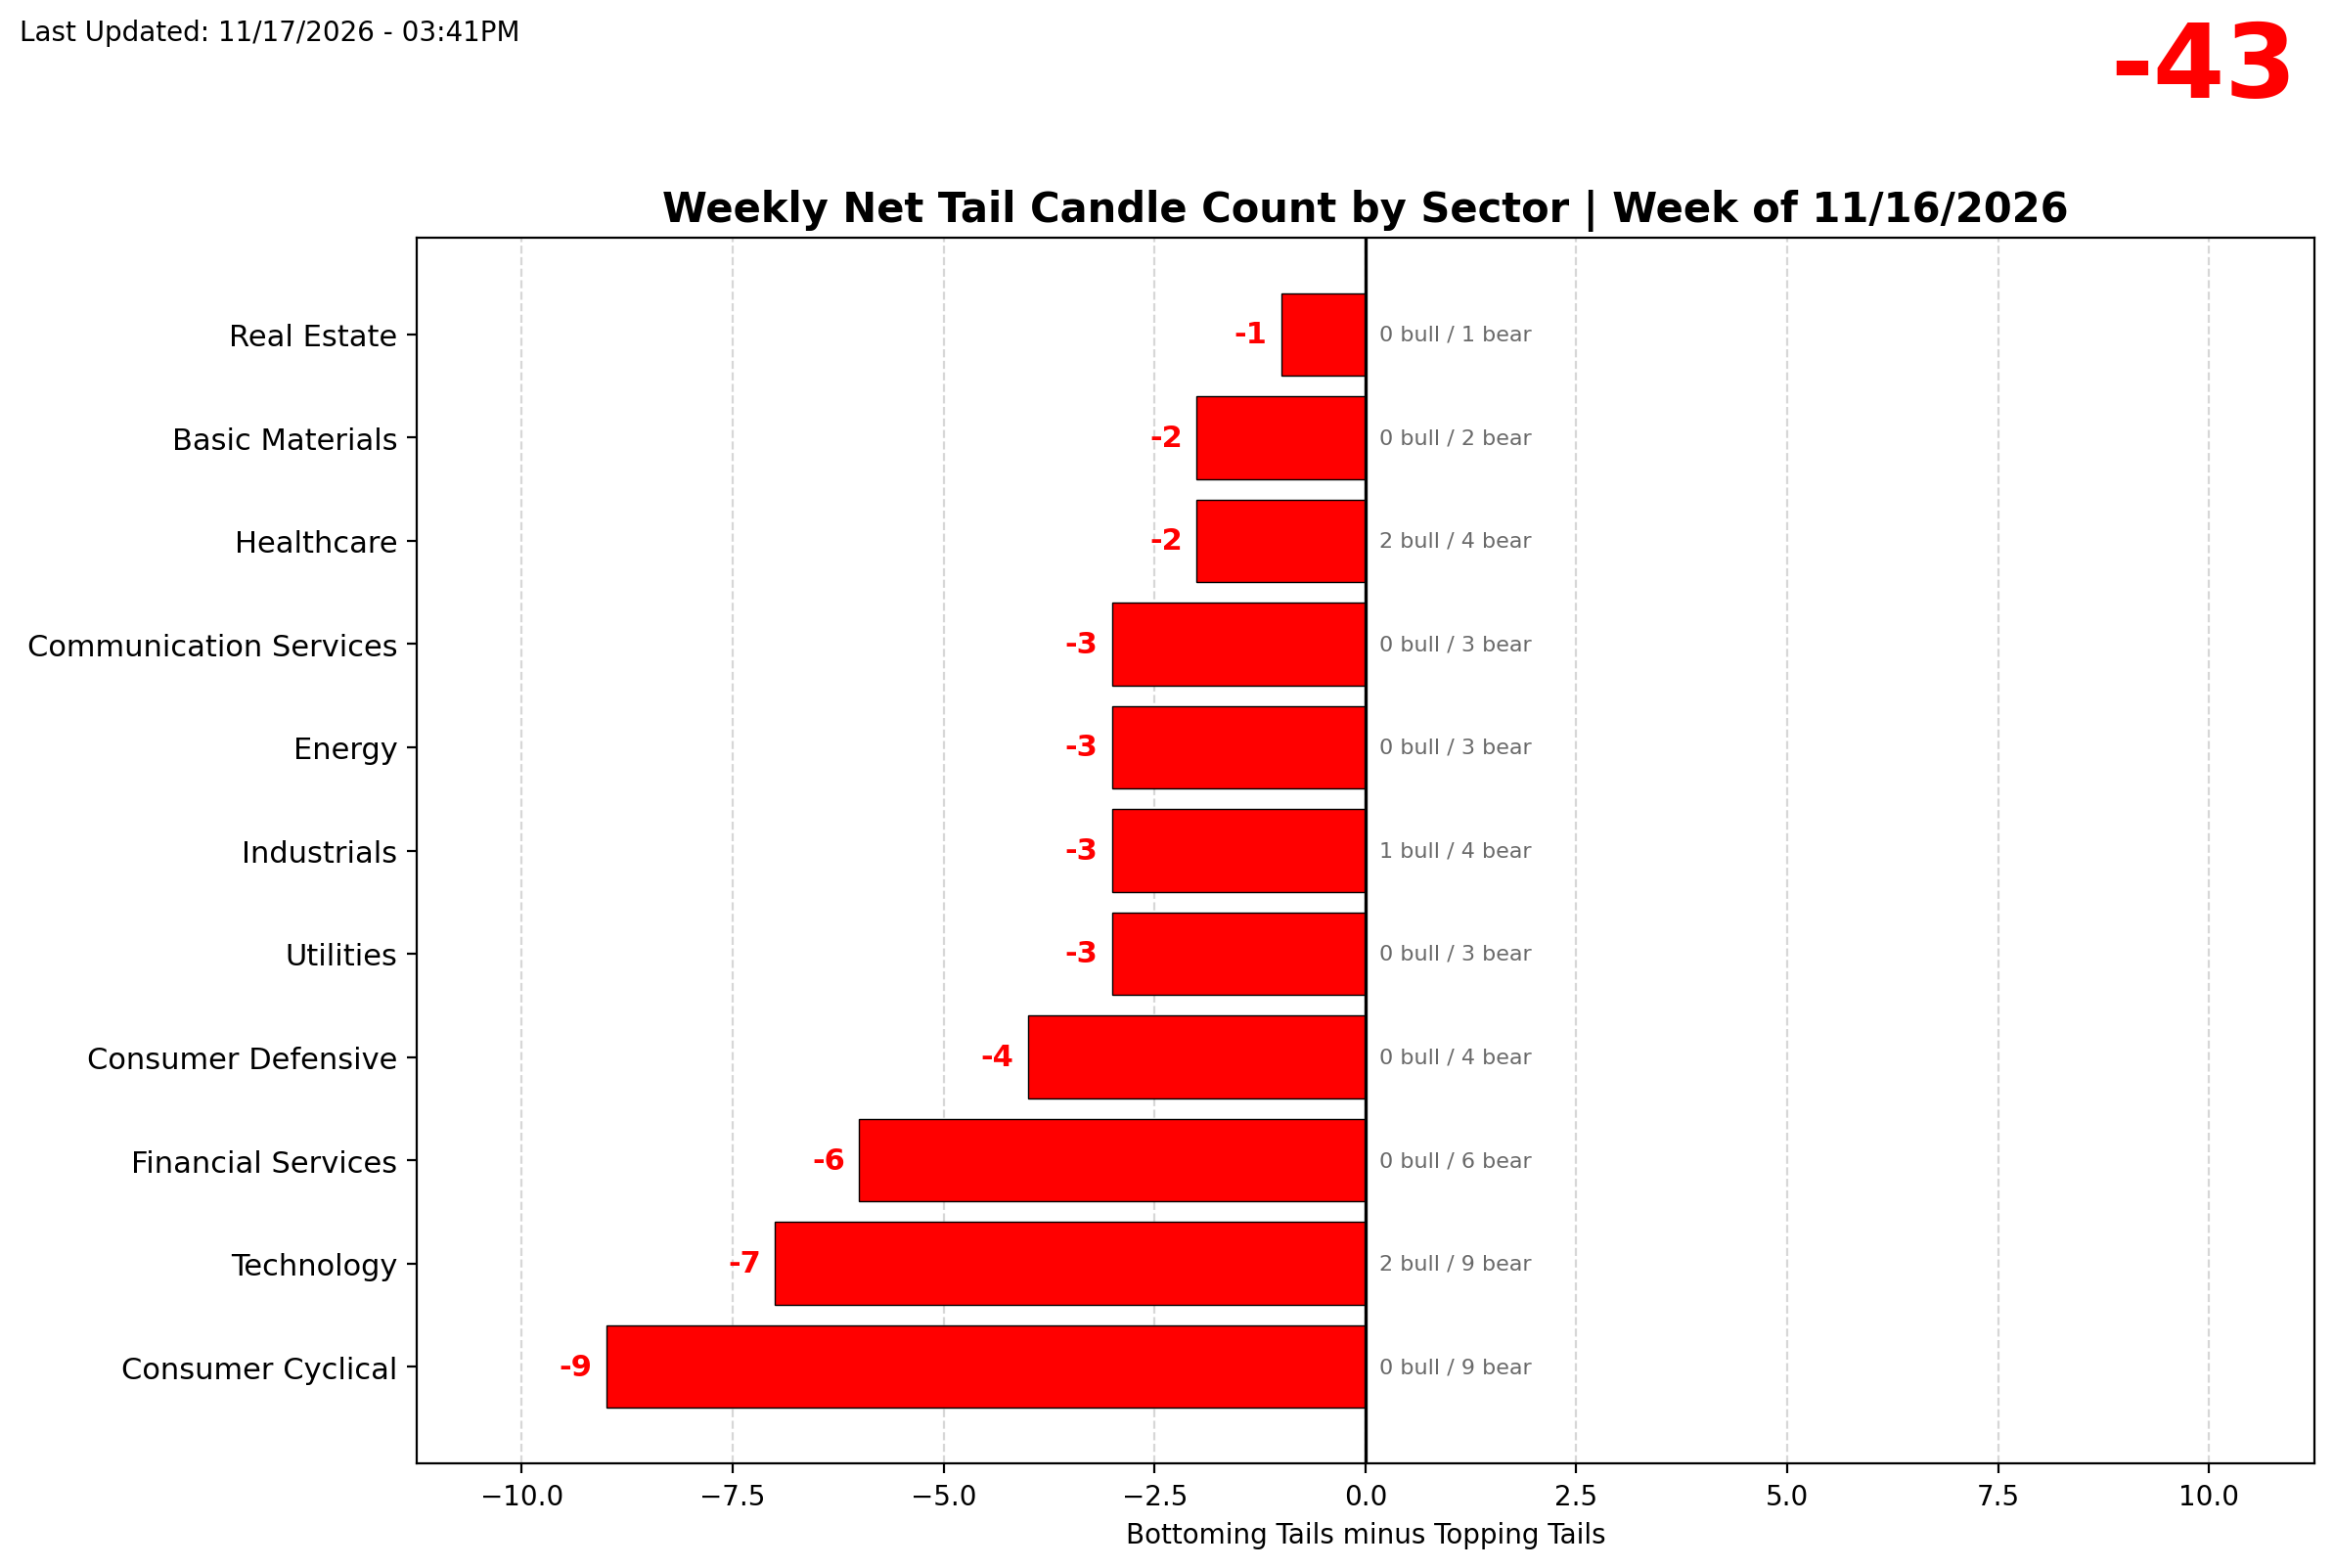 Last Updated: 11/17/2026 - 03:41PM
-43
Weekly Net Tail Candle Count by Sector | Week of 11/16/2026
Real Estate -1 0 bull / 1 bear
Basic Materials -2 0 bull / 2 bear
Healthcare -2 2 bull / 4 bear
Communication Services -3 0 bull / 3 bear
Energy -3 0 bull / 3 bear
Industrials -3 1 bull / 4 bear
Utilities -3 0 bull / 3 bear
Consumer Defensive -4 0 bull / 4 bear
Financial Services -6 0 bull / 6 bear
Technology -7 2 bull / 9 bear
Consumer Cyclical -9 0 bull / 9 bear
−10.0 −7.5 −5.0 −2.5 0.0 2.5 5.0 7.5 10.0
Bottoming Tails minus Topping Tails